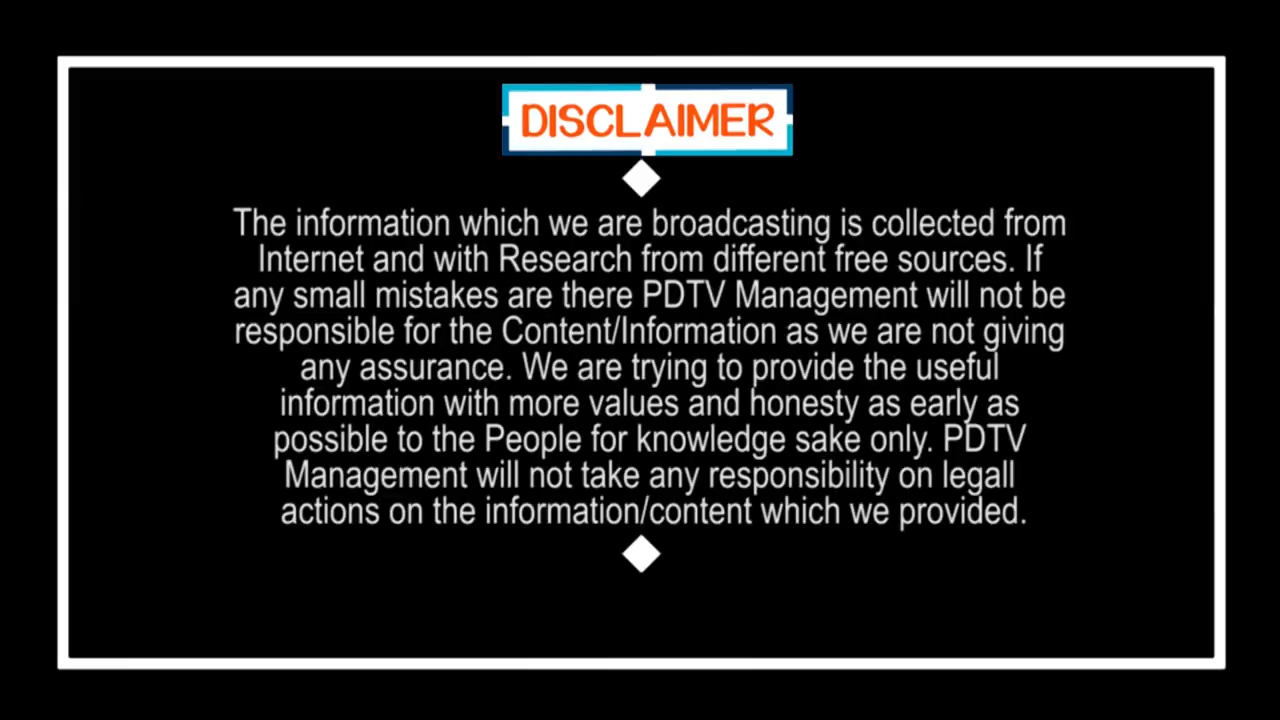 DISCLAIMER
The information which we are broadcasting is collected from
Internet and with Research from different free sources. If
any small mistakes are there PDTV Management will not be
responsible for the Content/Information as we are not giving
any assurance. We are trying to provide the useful
information with more values and honesty as early as
possible to the People for knowledge sake only. PDTV
Management will not take any responsibility on legall
actions on the information/content which we provided.